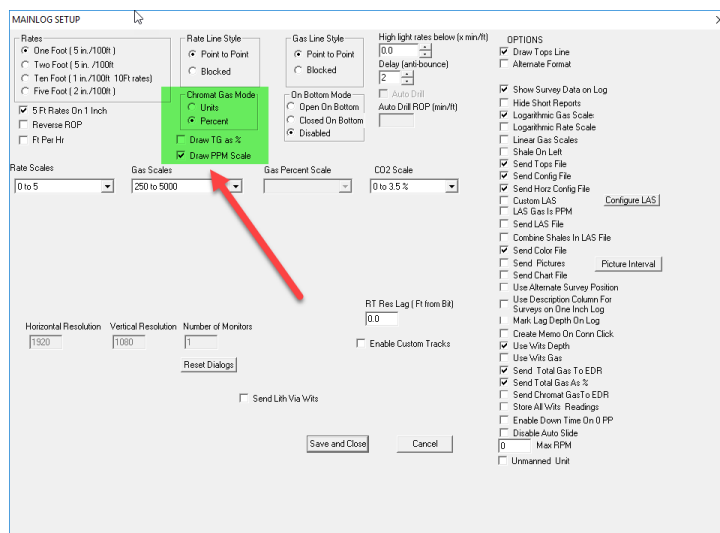 MAINLOG SETUP
Rates
One Foot ( 5 in./100ft )
Two Foot ( 5 in. /100ft
Ten Foot ( 1 in./100ft 10Ft rates)
Five Foot ( 2 in./100ft )
5 Ft Rates On 1 Inch
Reverse ROP
Ft Per Hr
Rate Line Style
Point to Point
Blocked
Chromat Gas Mode
Units
Percent
Draw TG as %
Draw PPM Scale
Gas Line Style
Point to Point
Blocked
On Bottom Mode
Open On Bottom
Closed On Bottom
Disabled
High light rates below (x min/ft)
0.0
Delay (anti-bounce)
2
Auto Drill
Auto Drill ROP (min/ft)
Rate Scales
0 to 5
Gas Scales
250 to 5000
Gas Percent Scale
CO2 Scale
0 to 3.5 %
RT Res Lag ( Ft from Bit)
0.0
Enable Custom Tracks
Horizontal Resolution
1920
Vertical Resolution
1080
Number of Monitors
1
Reset Dialogs
Send Lith Via Wits
Save and Close
Cancel
OPTIONS
Draw Tops Line
Alternate Format
Show Survey Data on Log
Hide Short Reports
Logarithmic Gas Scale
Logarithmic Rate Scale
Linear Gas Scales
Shale On Left
Send Tops File
Send Config File
Send Horz Config File
Custom LAS
Configure LAS
LAS Gas Is PPM
Send LAS File
Combine Shales In LAS File
Send Color File
Send Pictures
Picture Interval
Send Chart File
Use Alternate Survey Position
Use Description Column For
Surveys on One Inch Log
Mark Lag Depth On Log
Create Memo On Conn Click
Use Wits Depth
Use Wits Gas
Send Total Gas To EDR
Send Total Gas As %
Send Chromat GasTo EDR
Store All Wits Readings
Enable Down Time On 0 PP
Disable Auto Slide
0
Max RPM
Unmanned Unit